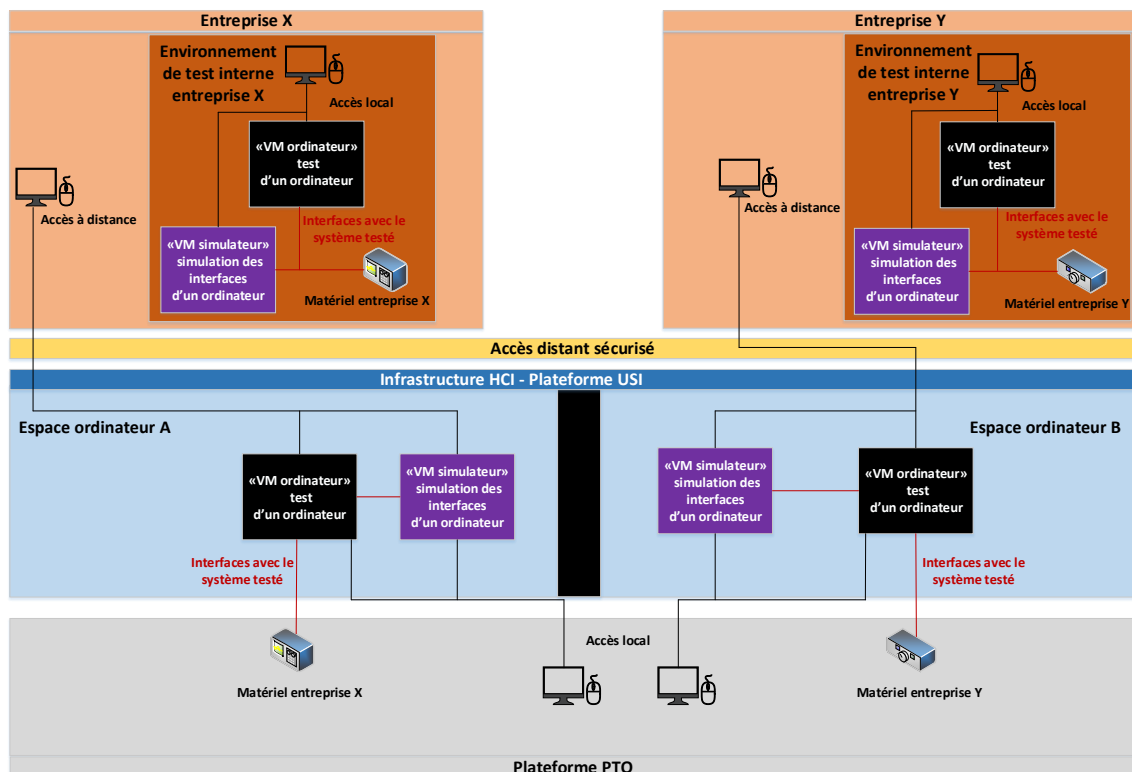 Entreprise X
Entreprise Y
Environnement
de test interne
entreprise X
Accès local
«VM ordinateur»
test
d'un ordinateur
Accès à distance
Interfaces avec le
système testé
«VM simulateur»
simulation des
interfaces
d'un ordinateur
Matériel entreprise X
Environnement
de test interne
entreprise Y
Accès local
«VM ordinateur»
test
d'un ordinateur
Accès à distance
Interfaces avec le
système testé
«VM simulateur»
simulation des
interfaces
d'un ordinateur
Matériel entreprise Y
Accès distant sécurisé
Infrastructure HCI - Plateforme USI
Espace ordinateur A
Espace ordinateur B
«VM ordinateur»
test
d'un ordinateur
«VM simulateur»
simulation des
interfaces
d'un ordinateur
«VM simulateur»
simulation des
interfaces
d'un ordinateur
«VM ordinateur»
test
d'un ordinateur
Interfaces avec le
système testé
Interfaces avec le
système testé
Accès local
Matériel entreprise X
Matériel entreprise Y
Plateforme PTO